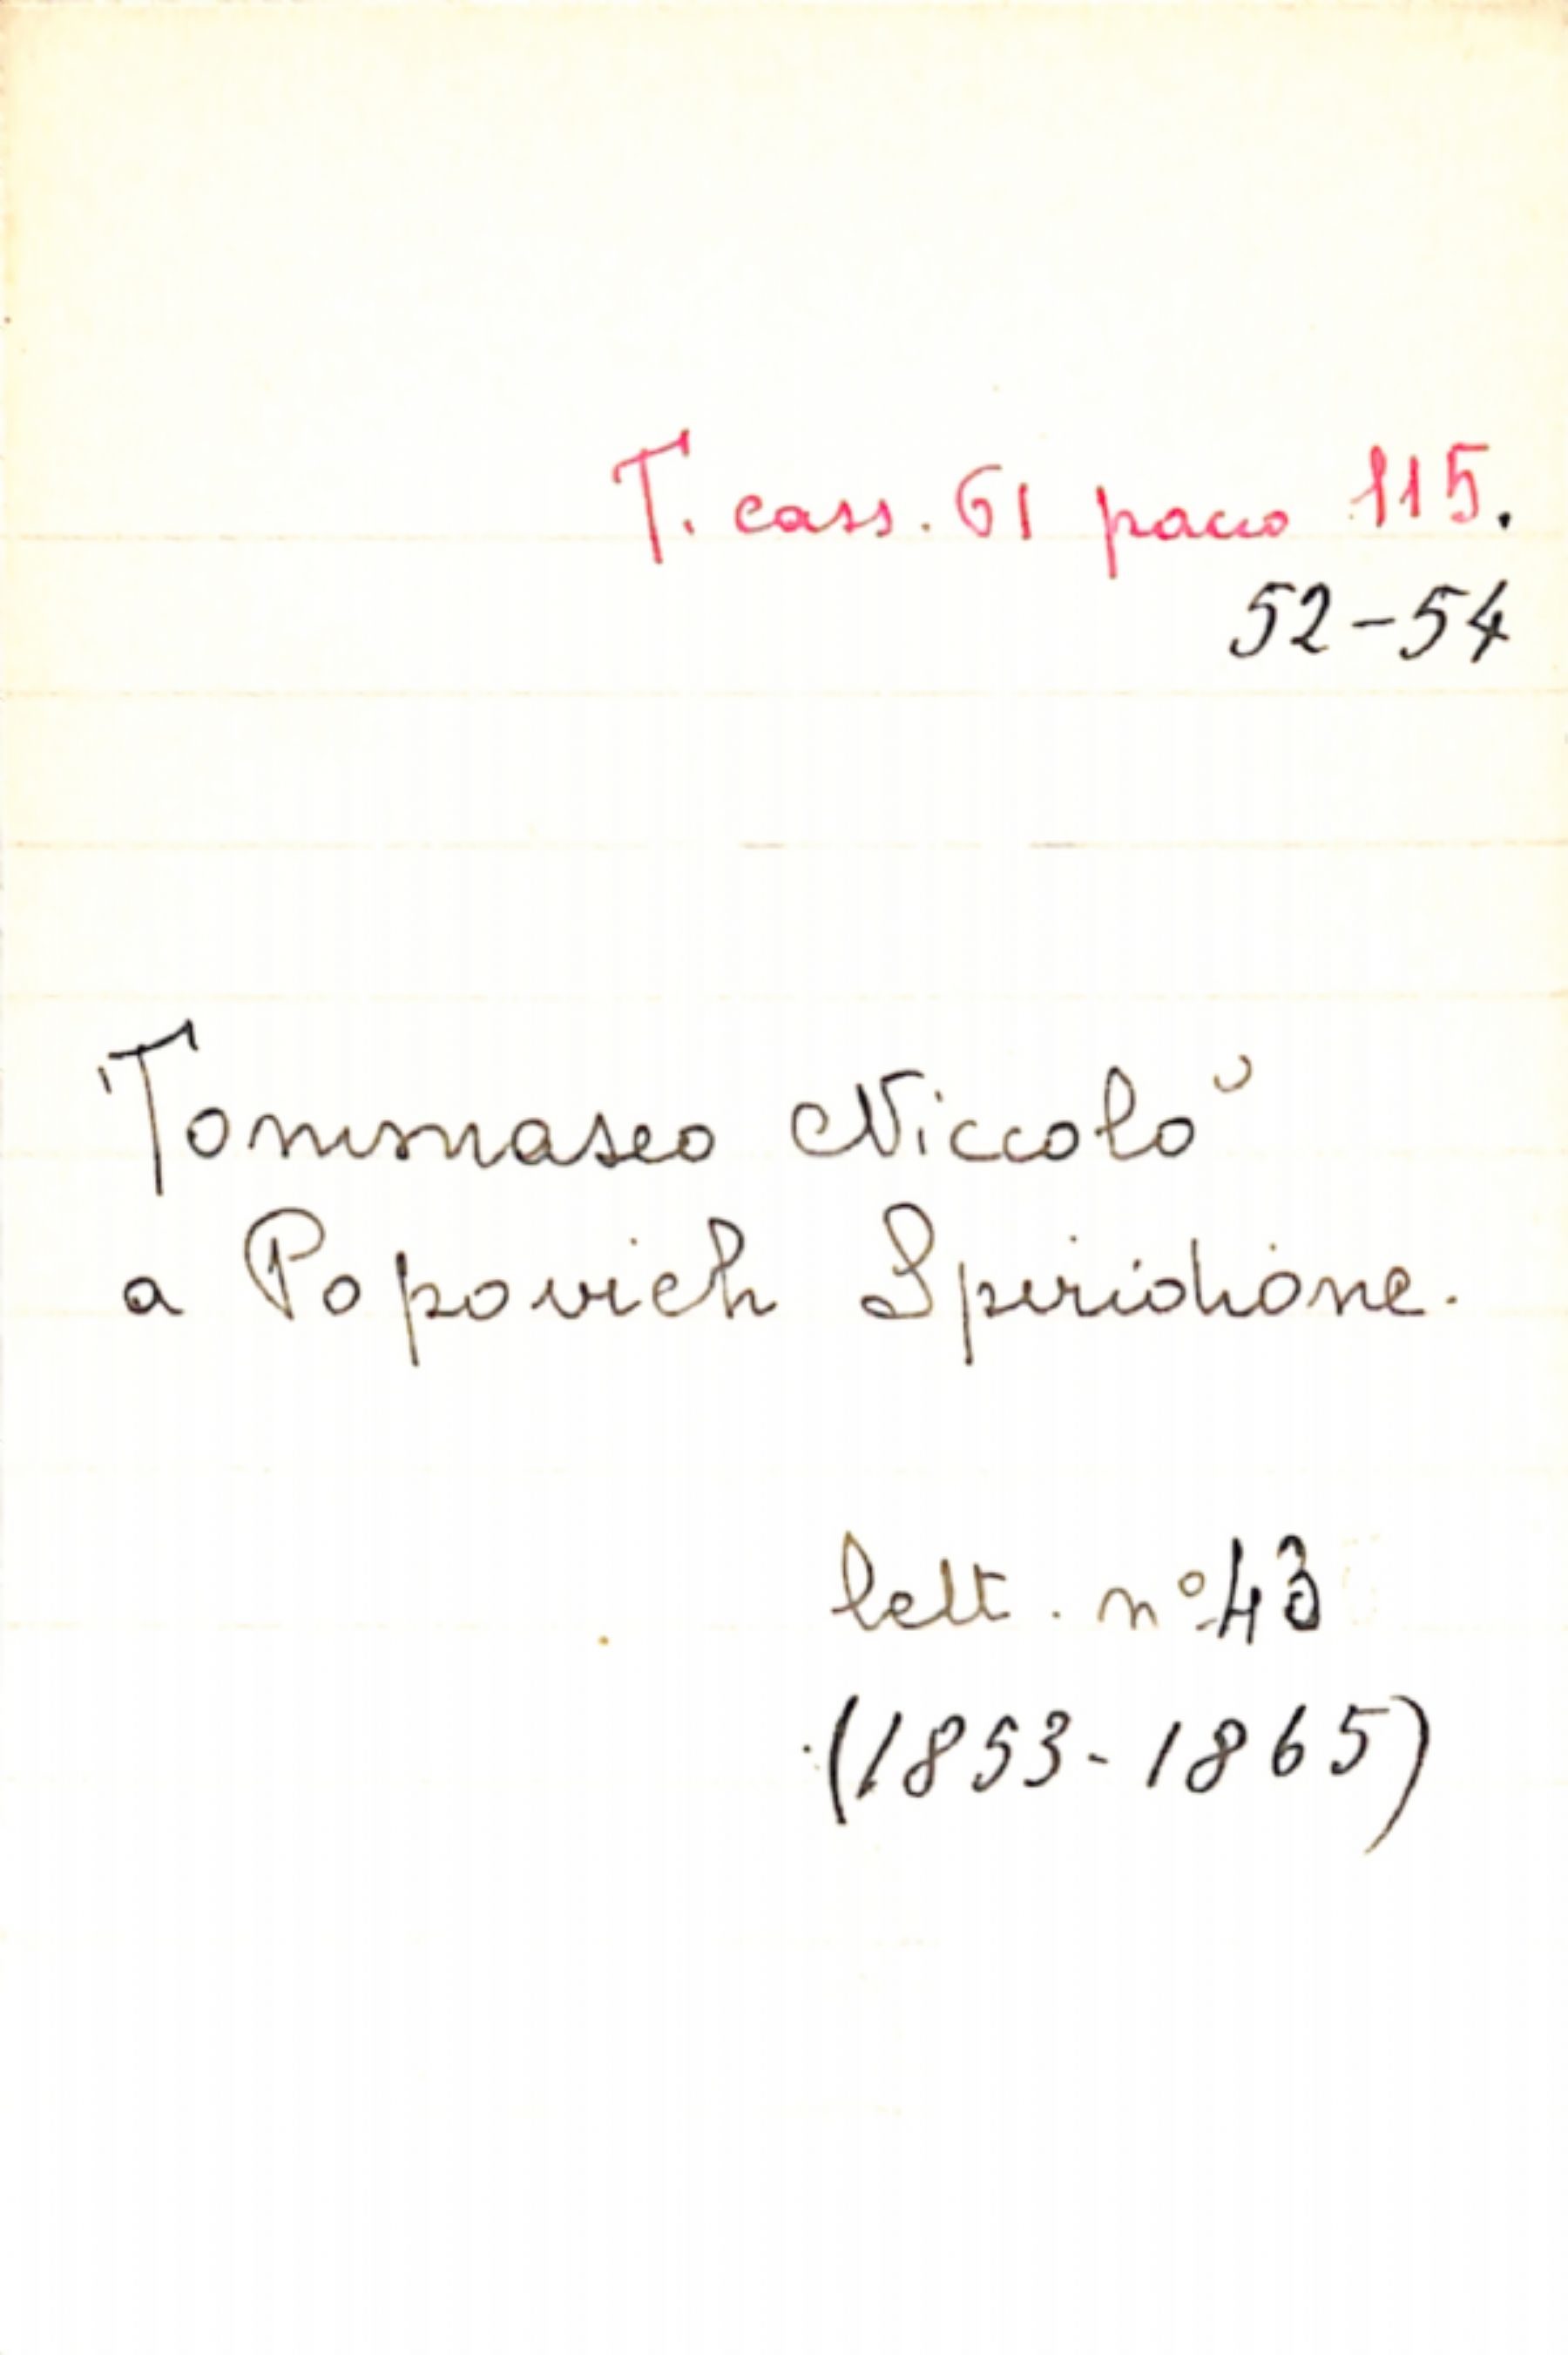 T. cass. 61 pacco 115.
52-54
Tommaseo Niccolò
a Popovich Spiridione.
lett. n° 43
(1853-1865)